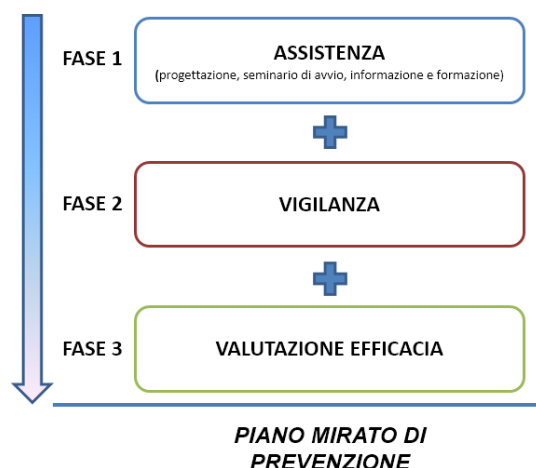 FASE 1
ASSISTENZA
(progettazione, seminario di avvio, informazione e formazione)
FASE 2
VIGILANZA
FASE 3
VALUTAZIONE EFFICACIA
PIANO MIRATO DI
PREVENZIONE